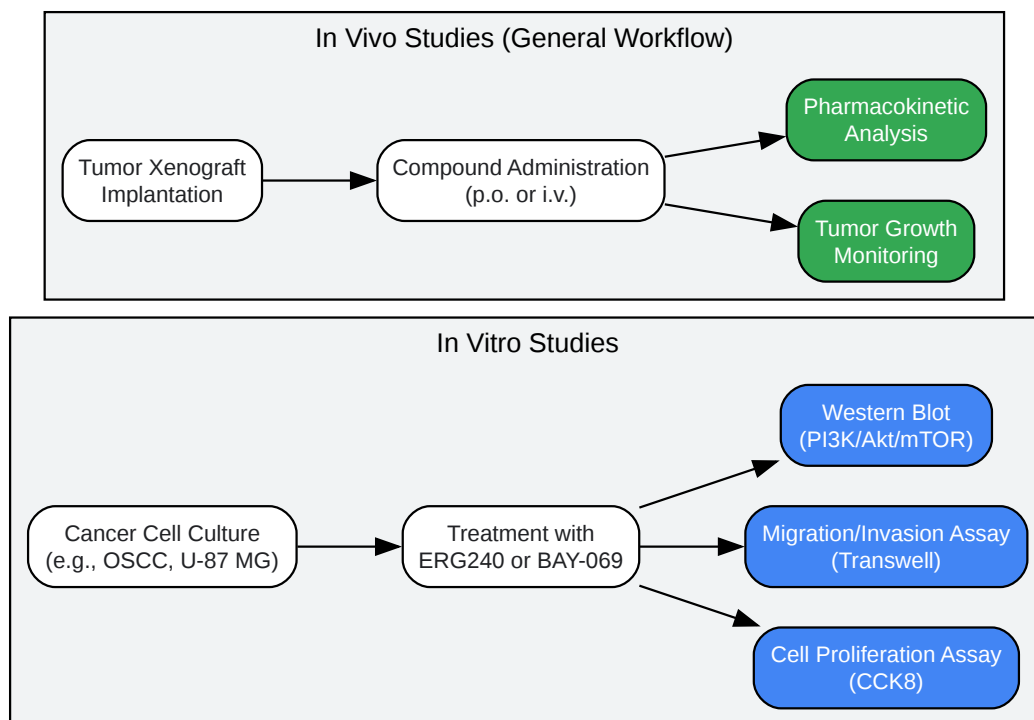 In Vivo Studies (General Workflow)
Tumor Xenograft
Implantation
Compound Administration
(p.o. or i.v.)
Pharmacokinetic
Analysis
Tumor Growth
Monitoring
In Vitro Studies
Cancer Cell Culture
(e.g., OSCC, U-87 MG)
Treatment with
ERG240 or BAY-069
Western Blot
(PI3K/Akt/mTOR)
Migration/Invasion Assay
(Transwell)
Cell Proliferation Assay
(CCK8)